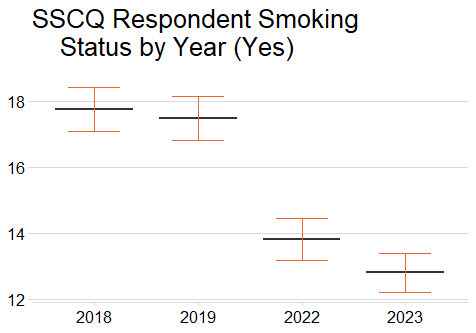 SSCQ Respondent Smoking
Status by Year (Yes)
18
16
14
12
2018 2019 2022 2023